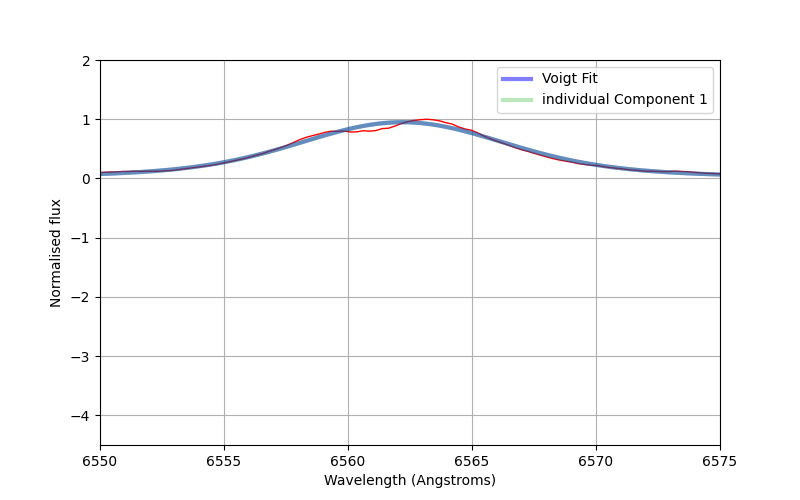 2
1
0
−1
−2
−3
−4
Normalised flux
Voigt Fit
individual Component 1
6550 6555 6560 6565 6570 6575
Wavelength (Angstroms)